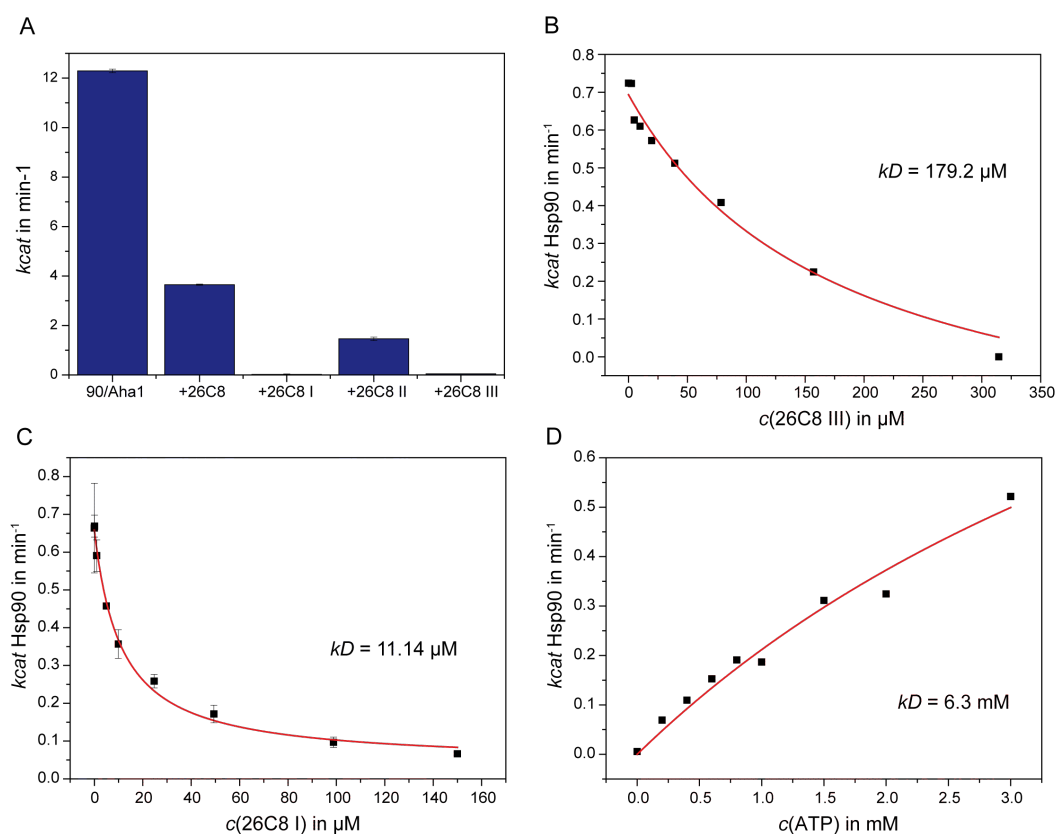 A
kcat in min-1
12
10
8
6
4
2
0
90/Aha1 +26C8 +26C8 I +26C8 II +26C8 III
B
kcat Hsp90 in min⁻¹
0.8
0.7
0.6
0.5
0.4
0.3
0.2
0.1
0.0
kD = 179.2 µM
0 50 100 150 200 250 300 350
c(26C8 III) in µM
C
kcat Hsp90 in min⁻¹
0.8
0.7
0.6
0.5
0.4
0.3
0.2
0.1
0.0
kD = 11.14 µM
0 20 40 60 80 100 120 140 160
c(26C8 I) in µM
D
kcat Hsp90 in min⁻¹
0.6
0.5
0.4
0.3
0.2
0.1
0.0
kD = 6.3 mM
0.0 0.5 1.0 1.5 2.0 2.5 3.0
c(ATP) in mM